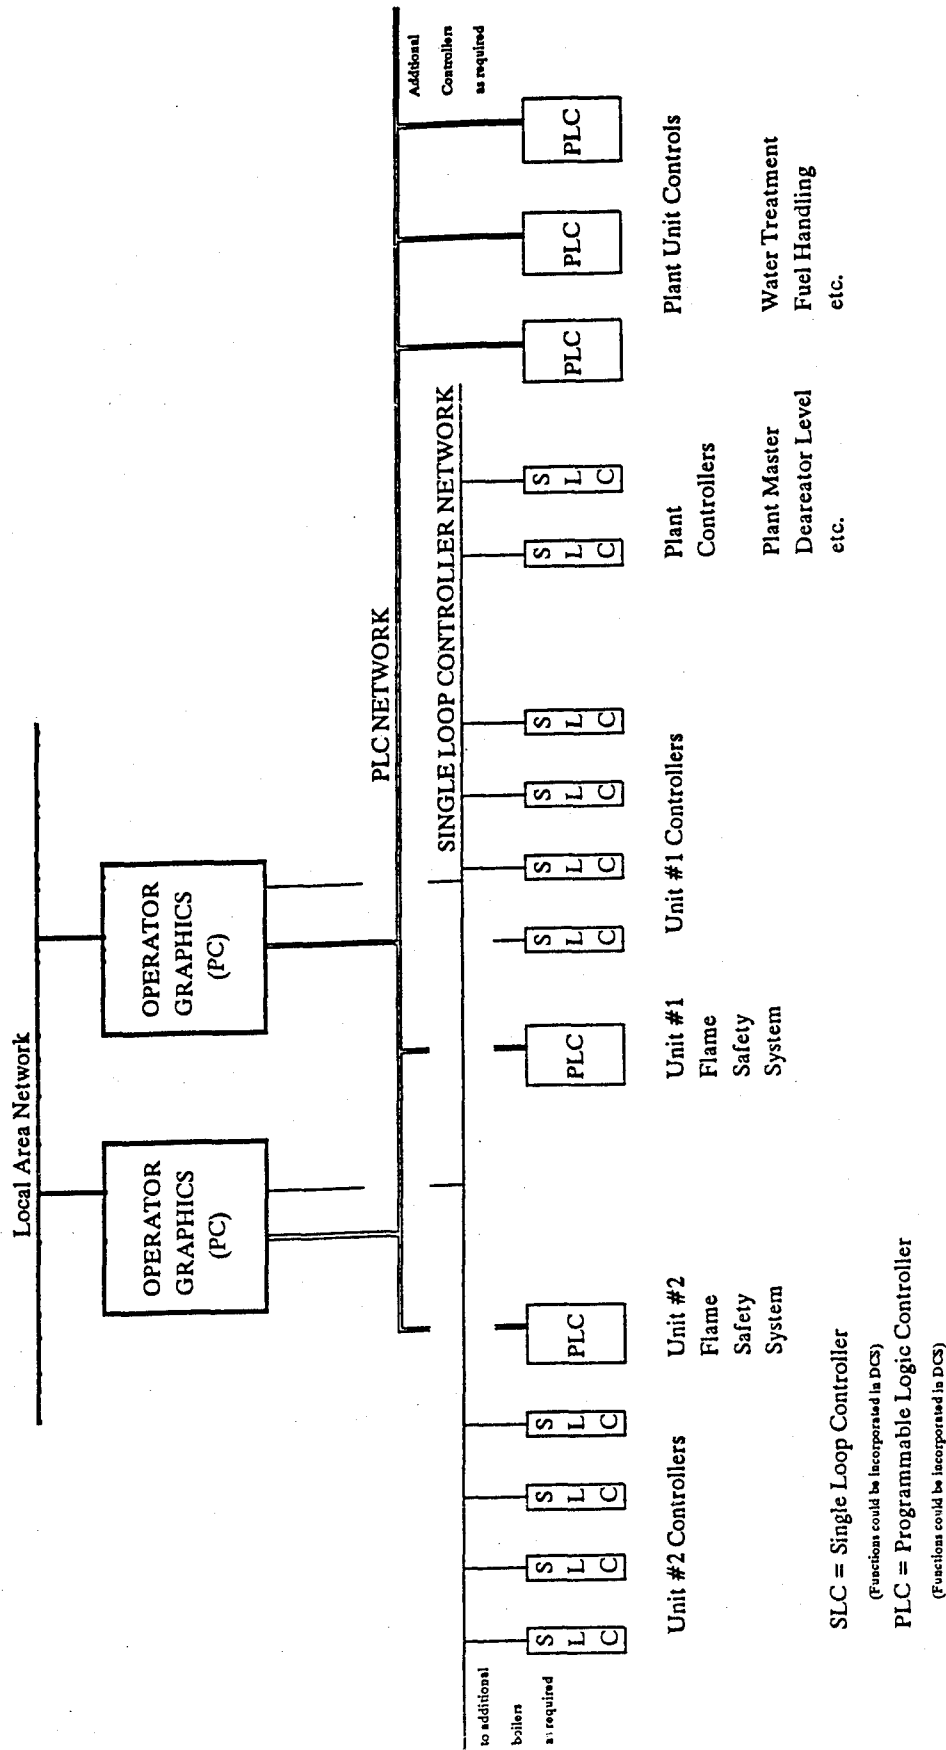 Local Area Network
OPERATOR
GRAPHICS
(PC)
OPERATOR
GRAPHICS
(PC)
PLC NETWORK
SINGLE LOOP CONTROLLER NETWORK
Addtional
Controllers
as required
to additional
boilers
as required
S
L
C
S
L
C
S
L
C
S
L
C
PLC
PLC
S
L
C
S
L
C
S
L
C
S
L
C
S
L
C
S
L
C
PLC
PLC
PLC
Unit #2 Controllers
Unit #2
Flame
Safety
System
Unit #1
Flame
Safety
System
Unit #1 Controllers
Plant
Controllers
Plant Master
Deareator Level
etc.
Plant Unit Controls
Water Treatment
Fuel Handling
etc.
SLC = Single Loop Controller
(Functions could be incorporated in DCS)
PLC = Programmable Logic Controller
(Functions could be incorporated in DCS)